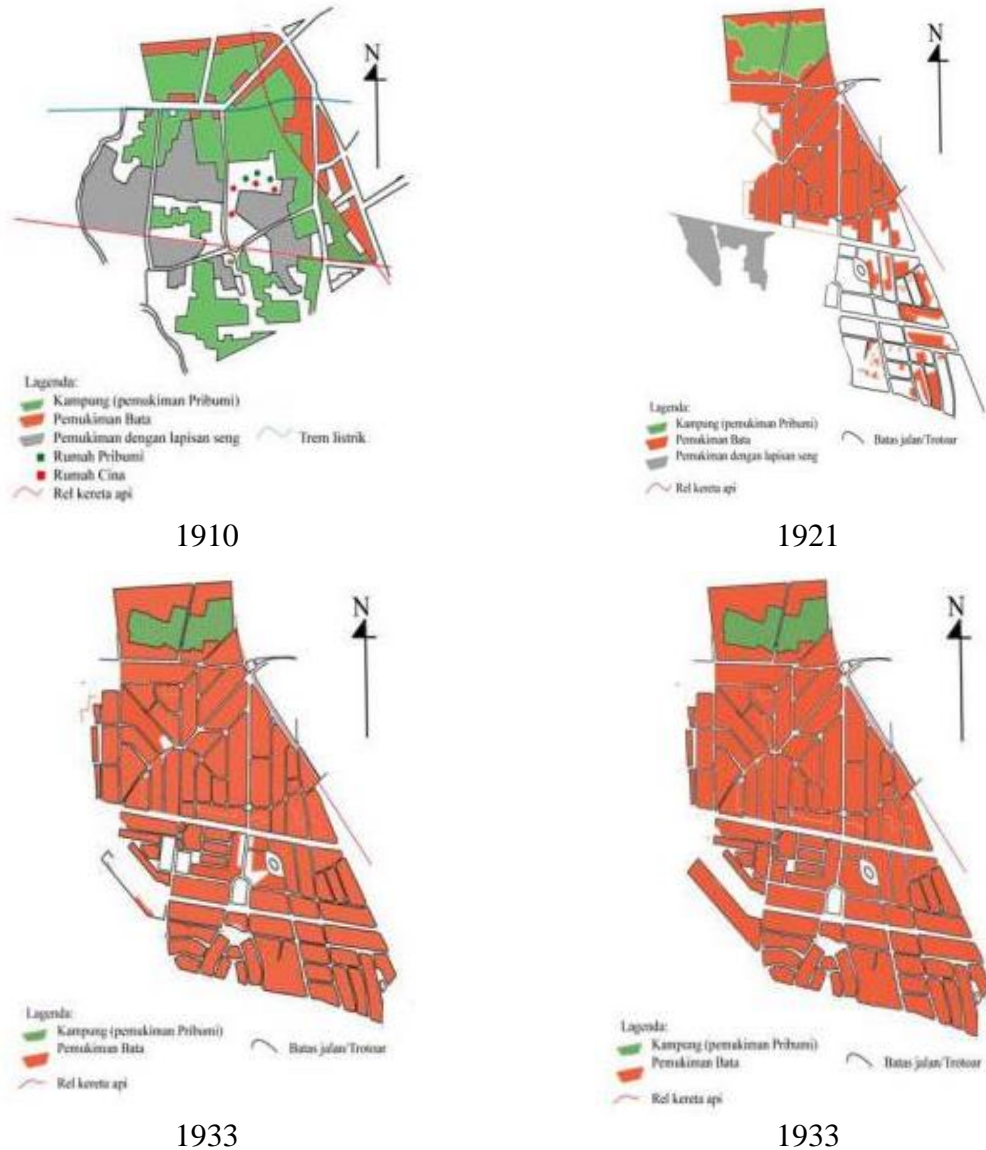 N
Lagenda:
Kampung (pemukiman Pribumi)
Pemukiman Bata
Pemukiman dengan lapisan seng
Trem listrik
Rumah Pribumi
Rumah Cina
Rel kereta api
1910
N
Lagenda:
Kampung (pemukiman Pribumi)
Pemukiman Bata
Batas jalan/Trotoar
Pemukiman dengan lapisan seng
Rel kereta api
1921
N
Lagenda:
Kampung (pemukiman Pribumi)
Pemukiman Bata
Batas jalan/Trotoar
Rel kereta api
1933
N
Lagenda:
Kampung (pemukiman Pribumi)
Pemukiman Bata
Batas jalan/Trotoar
Rel kereta api
1933